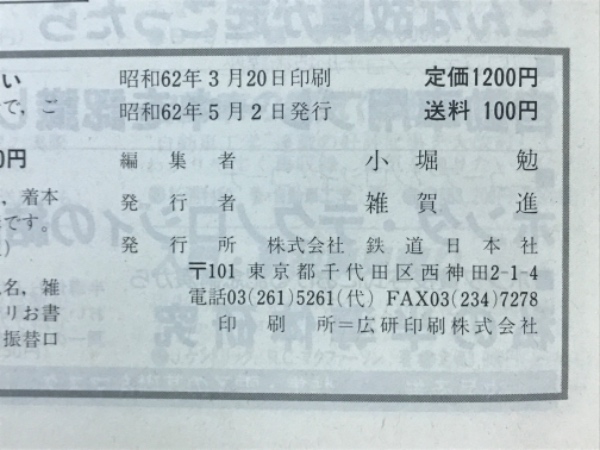 昭和62年3月20日印刷 定価1200円
昭和62年5月2日発行 送料 100円
編集者 小堀 勉
発行者 雑賀 進
発行所 株式会社 鉄道日本社
〒101 東京都千代田区西神田2-1-4
電話03(261)5261(代) FAX03(234)7278
印刷所=広研印刷株式会社
い
で，こ
0円
，着本
です。
)
名，雑
リお書
振替口